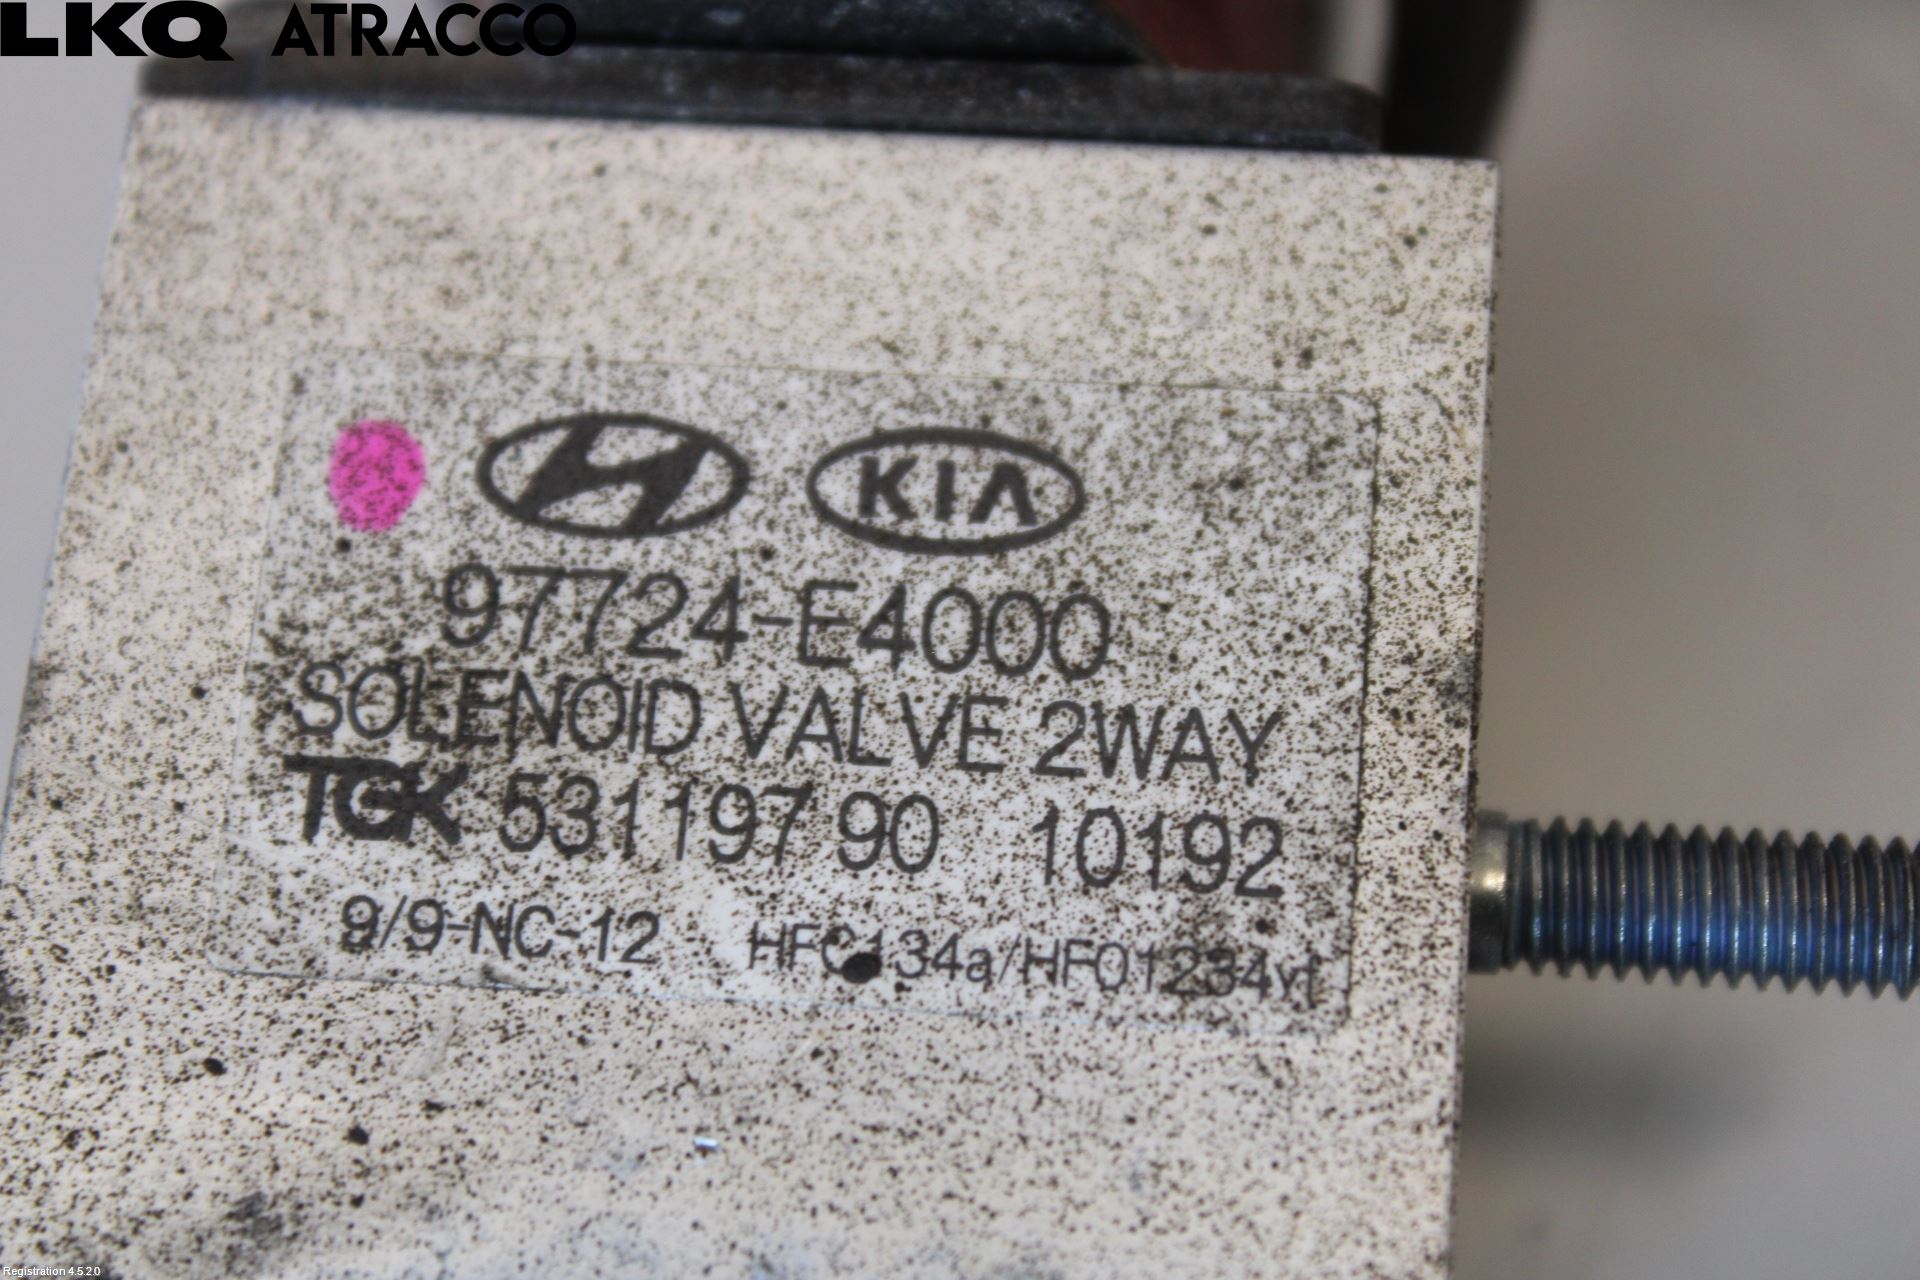 LKQ ATRACCO
KIA
97724-E4000
SOLENOID VALVE 2WAY
TGK 531197 90 10192
9/9-NC-12 HFC134a/HFO1234yf
Registration 4.5.2.0